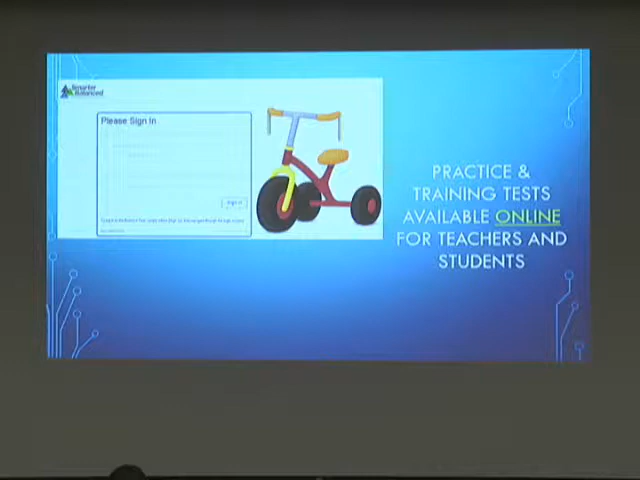 Smarter
Balanced
Please Sign In
Sign In
PRACTICE &
TRAINING TESTS
AVAILABLE ONLINE
FOR TEACHERS AND
STUDENTS